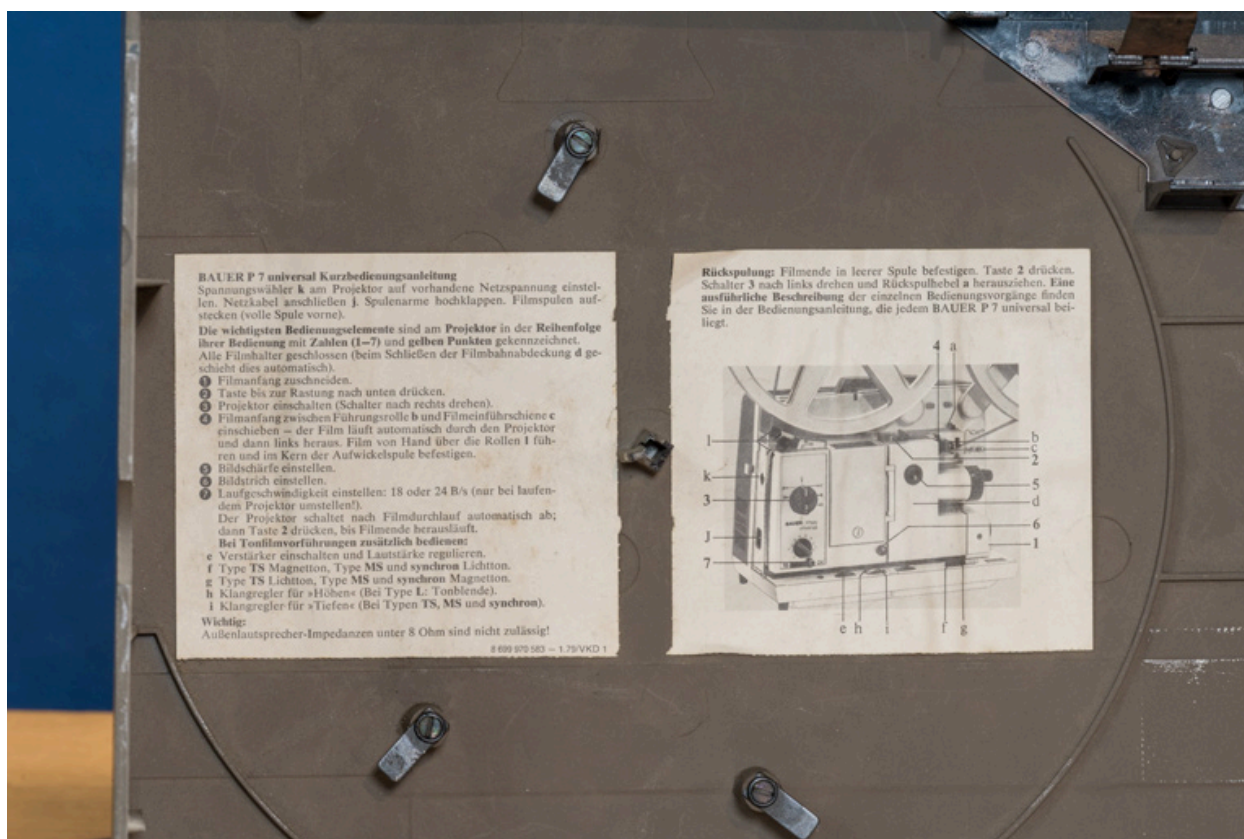 BAUER P 7 universal Kurzbedienungsanleitung
Spannungswähler k am Projektor auf vorhandene Netzspannung einstel-
len. Netzkabel anschließen j. Spulenarme hochklappen. Filmspulen auf-
stecken (volle Spule vorne).
Die wichtigsten Bedienungselemente sind am Projektor in der Reihenfolge
ihrer Bedienung mit Zahlen (1–7) und gelben Punkten gekennzeichnet.
Alle Filmhalter geschlossen (beim Schließen der Filmbahnabdeckung d ge-
schieht dies automatisch).
1 Filmanfang zuschneiden.
2 Taste bis zur Rastung nach unten drücken.
3 Projektor einschalten (Schalter nach rechts drehen).
4 Filmanfang zwischen Führungsrolle b und Filmeinführschiene c
einschieben – der Film läuft automatisch durch den Projektor
und dann links heraus. Film von Hand über die Rollen l füh-
ren und im Kern der Aufwickelspule befestigen.
5 Bildschärfe einstellen.
6 Bildstrich einstellen.
7 Laufgeschwindigkeit einstellen: 18 oder 24 B/s (nur bei laufen-
dem Projektor umstellen!).
Der Projektor schaltet nach Filmdurchlauf automatisch ab;
dann Taste 2 drücken, bis Filmende herausläuft.
Bei Tonfilmvorführungen zusätzlich bedienen:
e Verstärker einschalten und Lautstärke regulieren.
f Type TS Magnetton, Type MS und synchron Lichtton.
g Type TS Lichtton, Type MS und synchron Magnetton.
h Klangregler für »Höhen« (Bei Type L: Tonblende).
i Klangregler für »Tiefen« (Bei Typen TS, MS und synchron).
Wichtig:
Außenlautsprecher-Impedanzen unter 8 Ohm sind nicht zulässig!
8 699 970 583 – 1.79/VKD 1
Rückspulung: Filmende in leerer Spule befestigen. Taste 2 drücken.
Schalter 3 nach links drehen und Rückspulhebel a herausziehen. Eine
ausführliche Beschreibung der einzelnen Bedienungsvorgänge finden
Sie in der Bedienungsanleitung, die jedem BAUER P 7 universal bei-
liegt.
4 a
l
b
c
2
k
5
3
d
BAUER
6
j
1
7
e h i f g